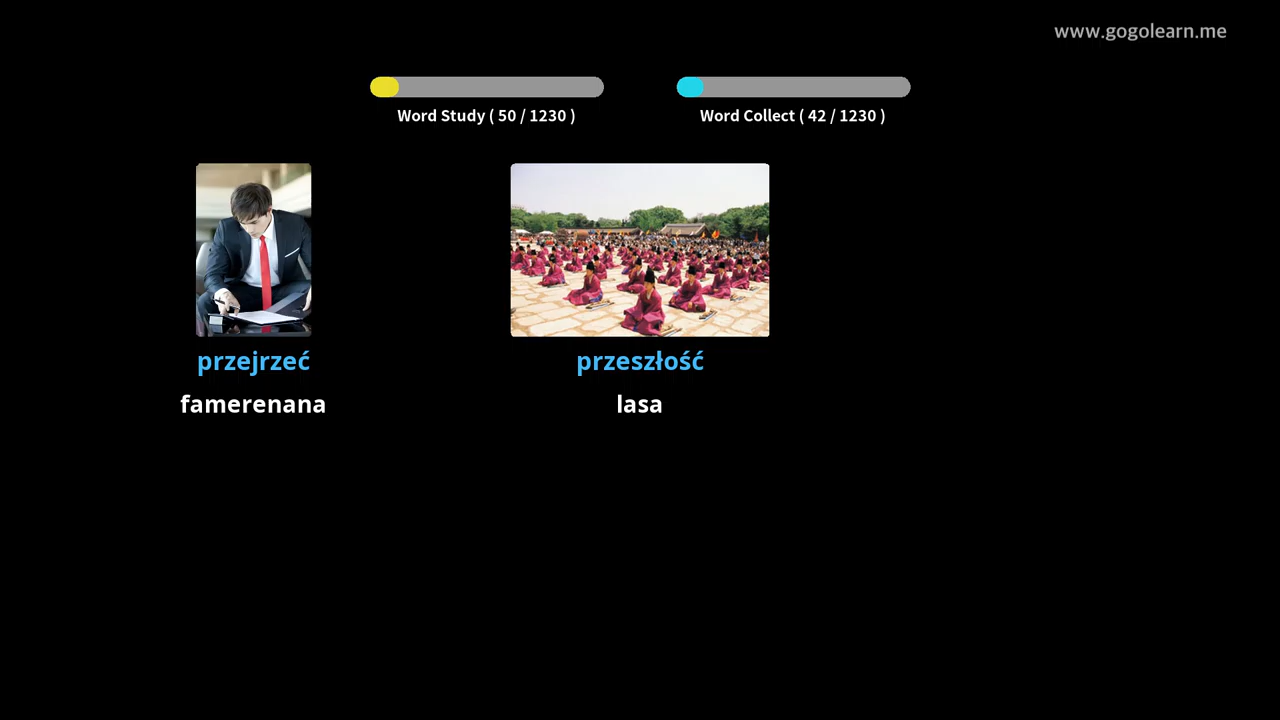 www.gogolearn.me
Word Study ( 50 / 1230 )
Word Collect ( 42 / 1230 )
przejrzeć
przeszłość
famerenana
lasa